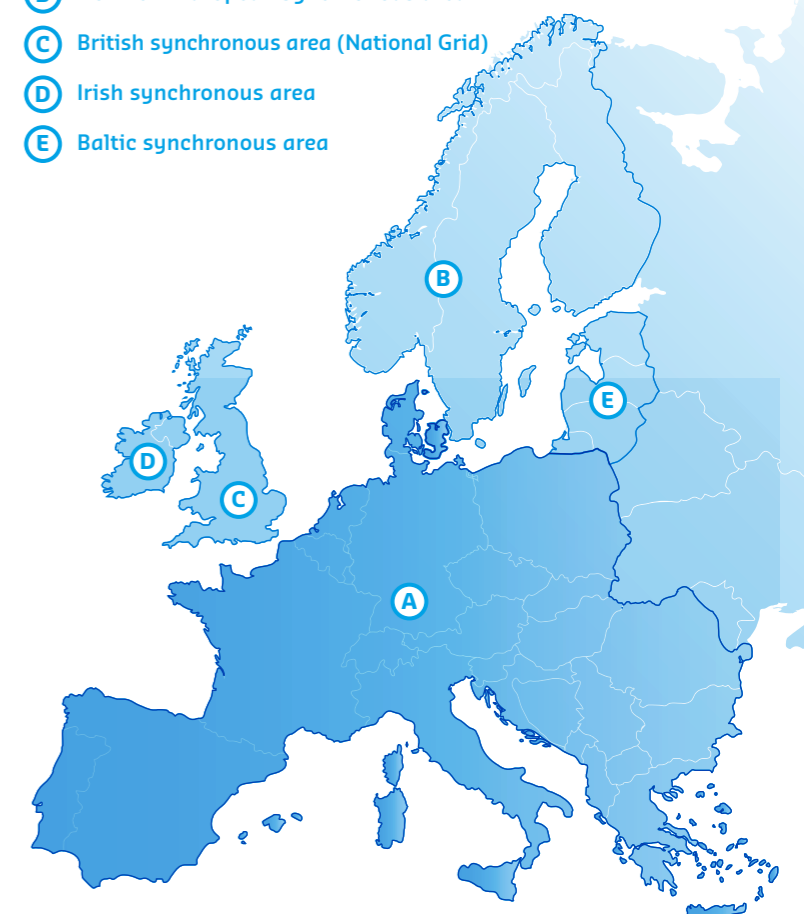 B
C British synchronous area (National Grid)
D Irish synchronous area
E Baltic synchronous area
B
E
D
C
A